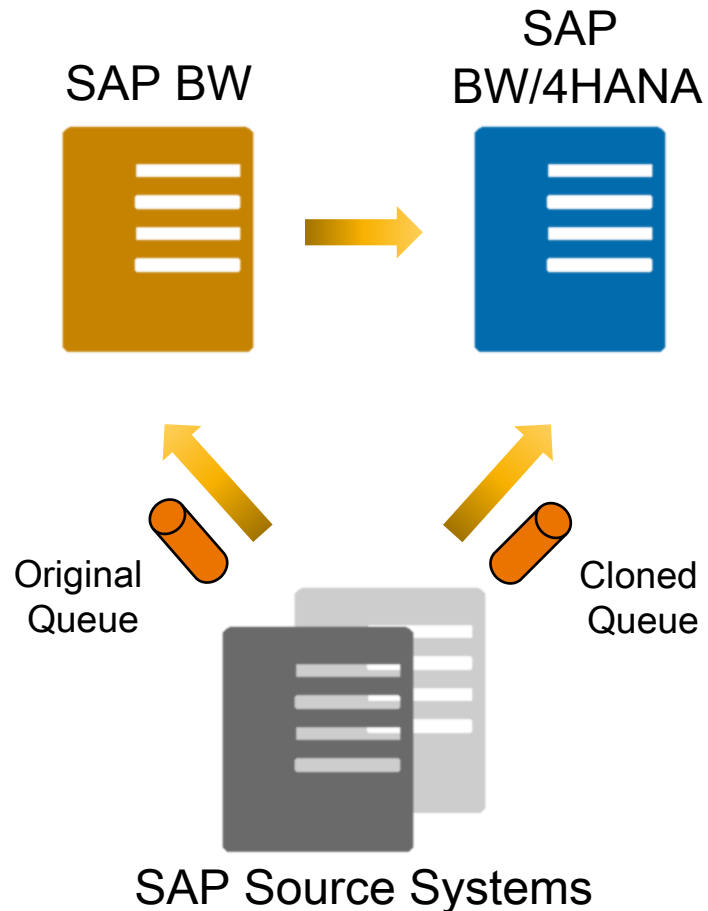 SAP BW
SAP
BW/4HANA
Original
Queue
Cloned
Queue
SAP Source Systems